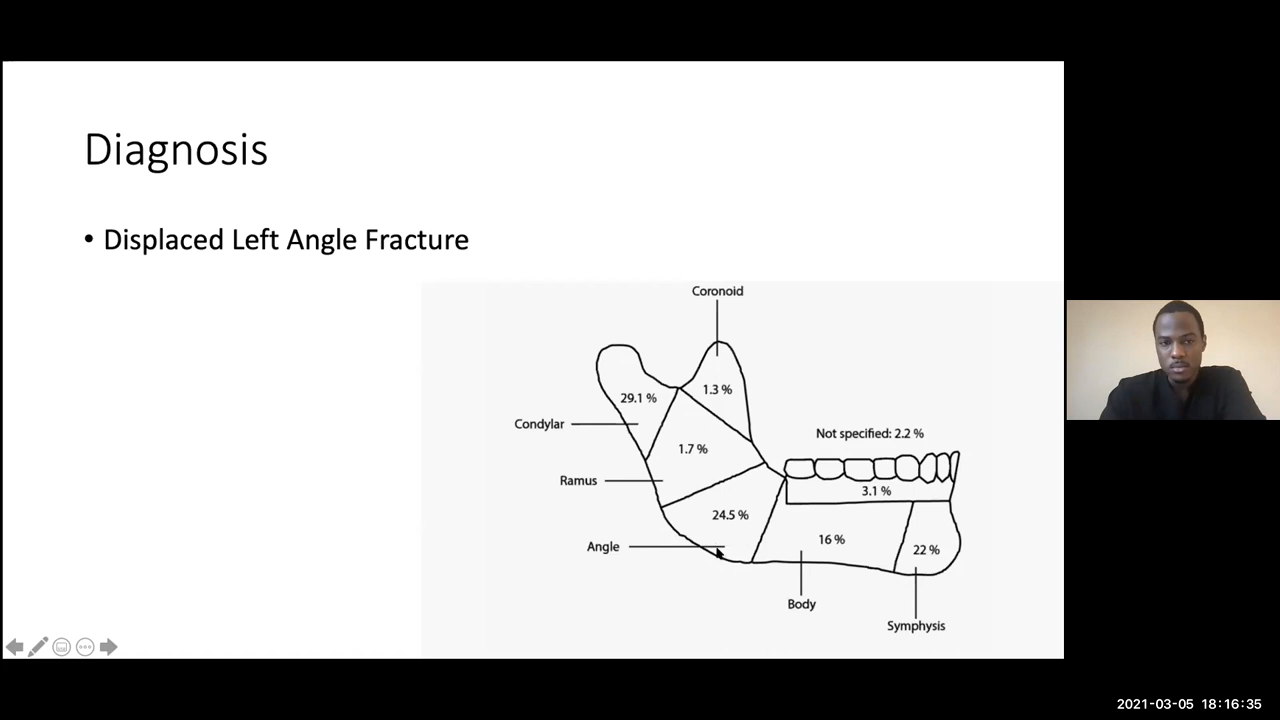 Diagnosis
• Displaced Left Angle Fracture
Coronoid
29.1 %
1.3 %
Condylar
Not specified: 2.2 %
1.7 %
Ramus
3.1 %
24.5 %
16 %
Angle
22 %
Body
Symphysis
2021-03-05 18:16:35